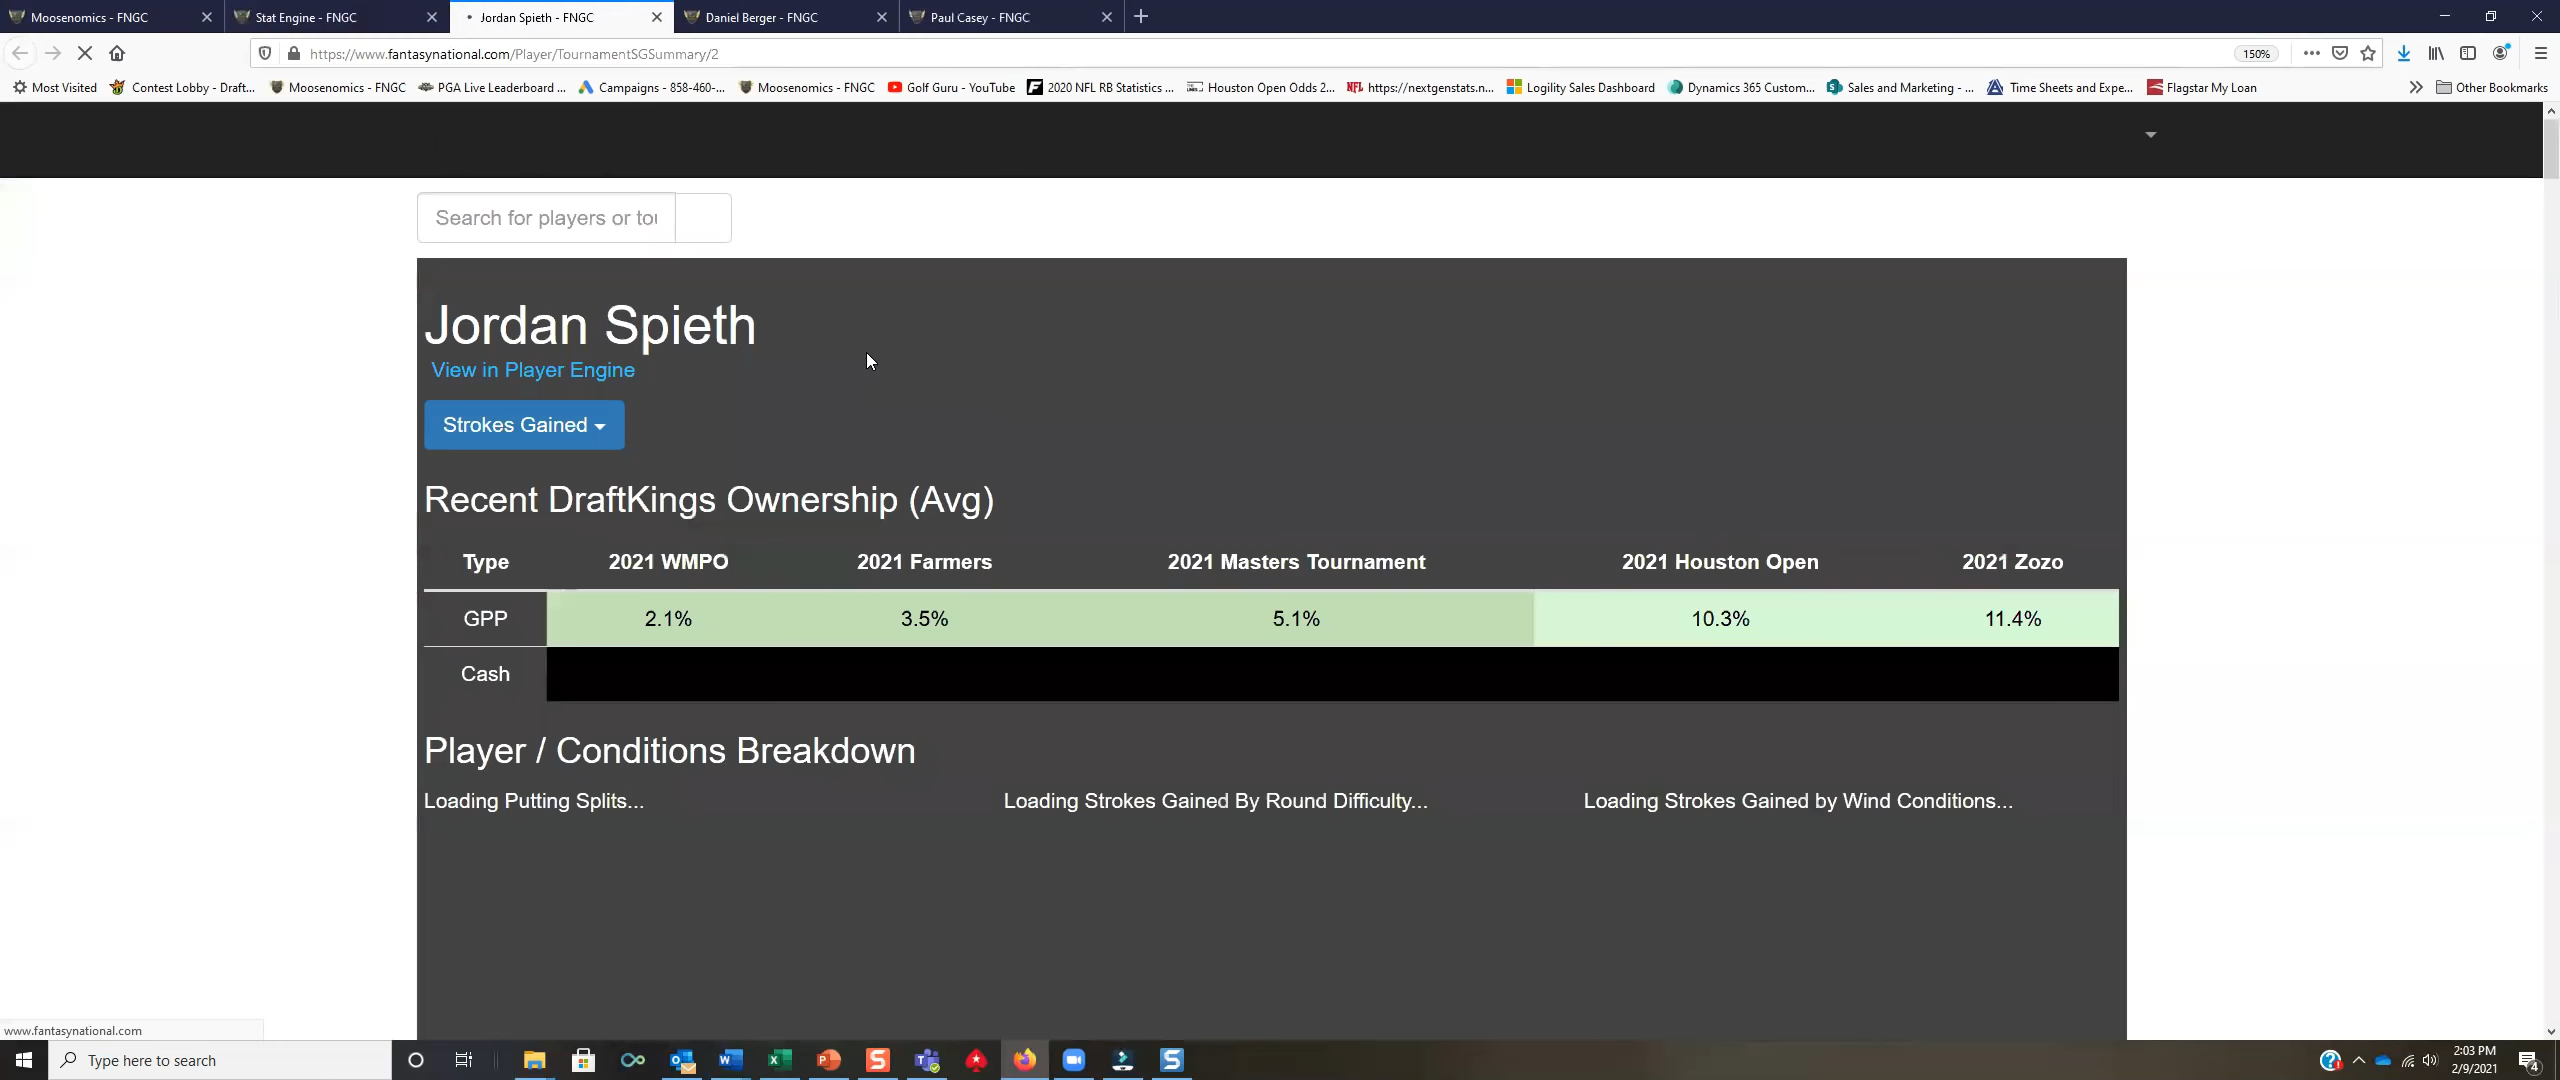 Moosenomics - FNGC
Stat Engine - FNGC
Jordan Spieth - FNGC
Daniel Berger - FNGC
Paul Casey - FNGC
https://www.fantasynational.com/Player/TournamentSGSummary/2
150%
Most Visited
Contest Lobby - Draft...
Moosenomics - FNGC
PGA Live Leaderboard ...
Campaigns - 858-460-...
Moosenomics - FNGC
Golf Guru - YouTube
2020 NFL RB Statistics ...
Houston Open Odds 2...
https://nextgenstats.n...
Logility Sales Dashboard
Dynamics 365 Custom...
Sales and Marketing - ...
Time Sheets and Expe...
Flagstar My Loan
Other Bookmarks
Search for players or tou
Jordan Spieth
View in Player Engine
Strokes Gained
Recent DraftKings Ownership (Avg)
Type 2021 WMPO 2021 Farmers 2021 Masters Tournament 2021 Houston Open 2021 Zozo
GPP 2.1% 3.5% 5.1% 10.3% 11.4%
Cash
Player / Conditions Breakdown
Loading Putting Splits... Loading Strokes Gained By Round Difficulty... Loading Strokes Gained by Wind Conditions...
www.fantasynational.com
Type here to search
2:03 PM
2/9/2021
4